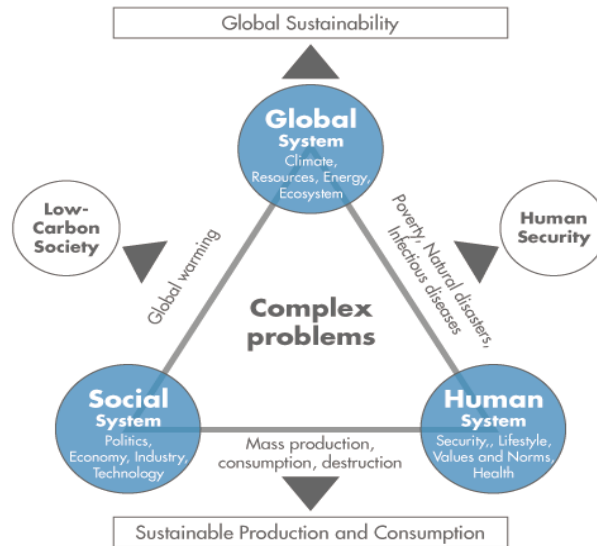 Global Sustainability
Global
System
Climate,
Resources, Energy,
Ecosystem
Low-
Carbon
Society
Human
Security
Global warming
Poverty, Natural disasters,
Infectious diseases
Complex
problems
Social
System
Politics,
Economy, Industry,
Technology
Human
System
Security,, Lifestyle,
Values and Norms,
Health
Mass production,
consumption, destruction
Sustainable Production and Consumption